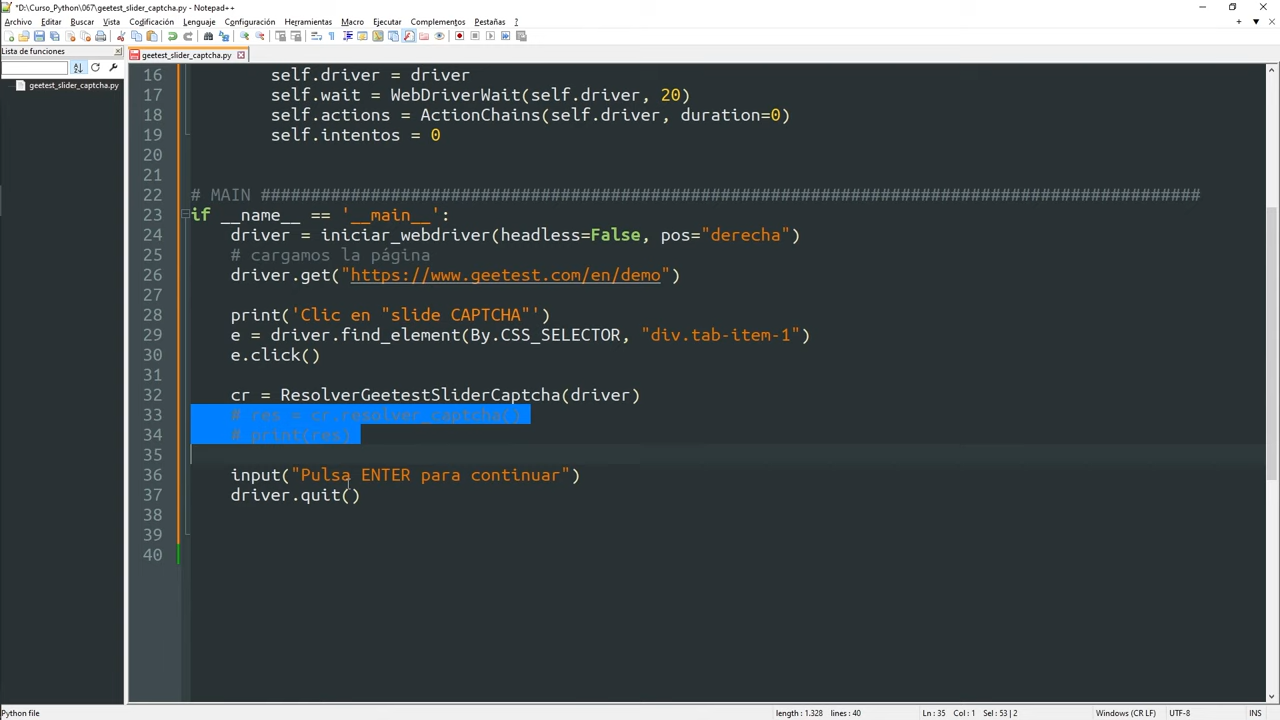 *D:\Curso_Python\067\geetest_slider_captcha.py - Notepad++
Archivo Editar Buscar Vista Codificación Lenguaje Configuración Herramientas Macro Ejecutar Complementos Pestañas ?
Lista de funciones
geetest_slider_captcha.py
geetest_slider_captcha.py
16 self.driver = driver
17 self.wait = WebDriverWait(self.driver, 20)
18 self.actions = ActionChains(self.driver, duration=0)
19 self.intentos = 0
20
21
22 # MAIN ##############################################################################################
23 if __name__ == '__main__':
24 driver = iniciar_webdriver(headless=False, pos="derecha")
25 # cargamos la página
26 driver.get("https://www.geetest.com/en/demo")
27
28 print('Clic en "slide CAPTCHA"')
29 e = driver.find_element(By.CSS_SELECTOR, "div.tab-item-1")
30 e.click()
31
32 cr = ResolverGeetestSliderCaptcha(driver)
33 # res = cr.resolver_captcha()
34 # print(res)
35
36 input("Pulsa ENTER para continuar")
37 driver.quit()
38
39
40
Python file length : 1.328 lines : 40 Ln : 35 Col : 1 Sel : 53 | 2 Windows (CR LF) UTF-8 INS